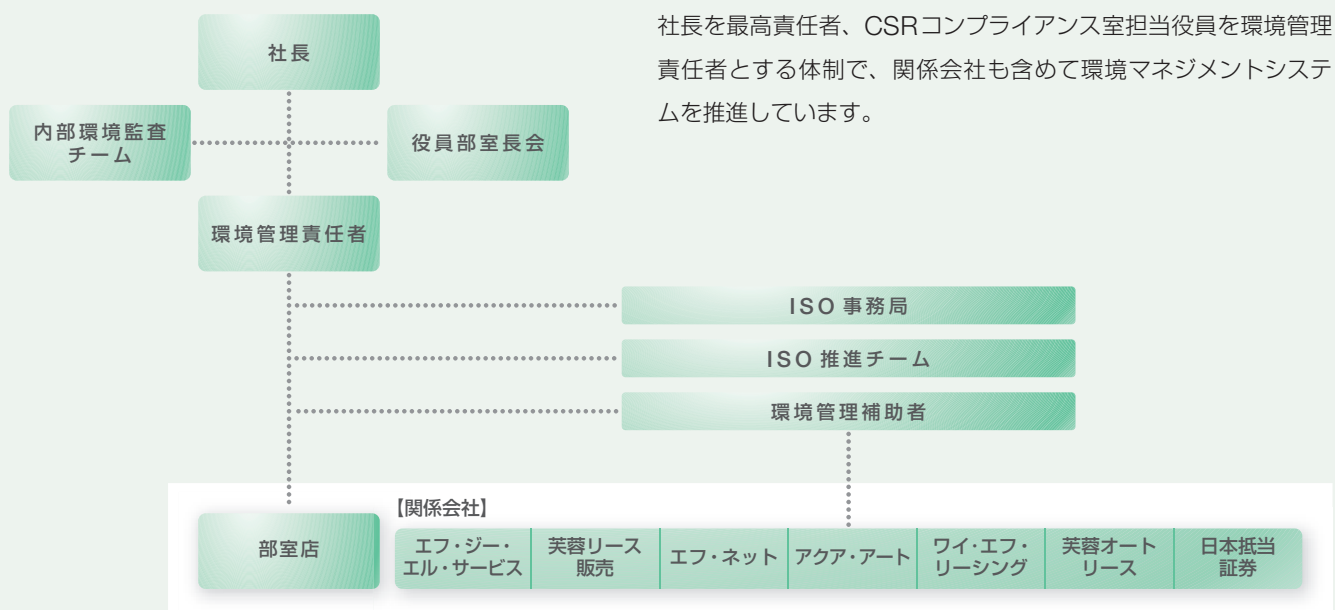 社長を最高責任者、CSRコンプライアンス室担当役員を環境管理
責任者とする体制で、関係会社も含めて環境マネジメントシステ
ムを推進しています。
社長
内部環境監査
チーム
役員部室長会
環境管理責任者
ISO 事務局
ISO 推進チーム
環境管理補助者
部室店
【関係会社】
エフ・ジー・
エル・サービス
芙蓉リース
販売
エフ・ネット
アクア・アート
ワイ・エフ・
リーシング
芙蓉オート
リース
日本抵当
証券